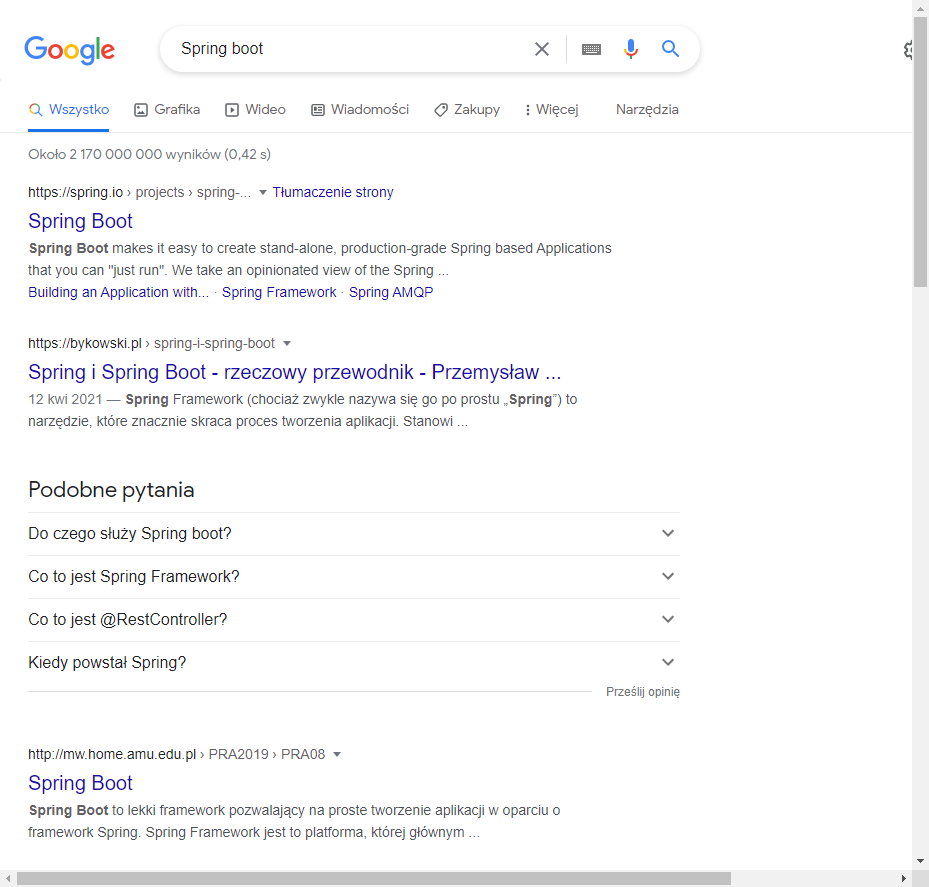 Google
Spring boot
Wszystko Grafika Wideo Wiadomości Zakupy Więcej Narzędzia
Około 2 170 000 000 wyników (0,42 s)
https://spring.io › projects › spring-... Tłumaczenie strony
Spring Boot
Spring Boot makes it easy to create stand-alone, production-grade Spring based Applications
that you can "just run". We take an opinionated view of the Spring ...
Building an Application with... · Spring Framework · Spring AMQP
https://bykowski.pl › spring-i-spring-boot
Spring i Spring Boot - rzeczowy przewodnik - Przemysław ...
12 kwi 2021 — Spring Framework (chociaż zwykle nazywa się go po prostu „Spring”) to
narzędzie, które znacznie skraca proces tworzenia aplikacji. Stanowi ...
Podobne pytania
Do czego służy Spring boot?
Co to jest Spring Framework?
Co to jest @RestController?
Kiedy powstał Spring?
Prześlij opinię
http://mw.home.amu.edu.pl › PRA2019 › PRA08
Spring Boot
Spring Boot to lekki framework pozwalający na proste tworzenie aplikacji w oparciu o
framework Spring. Spring Framework jest to platforma, której głównym ...